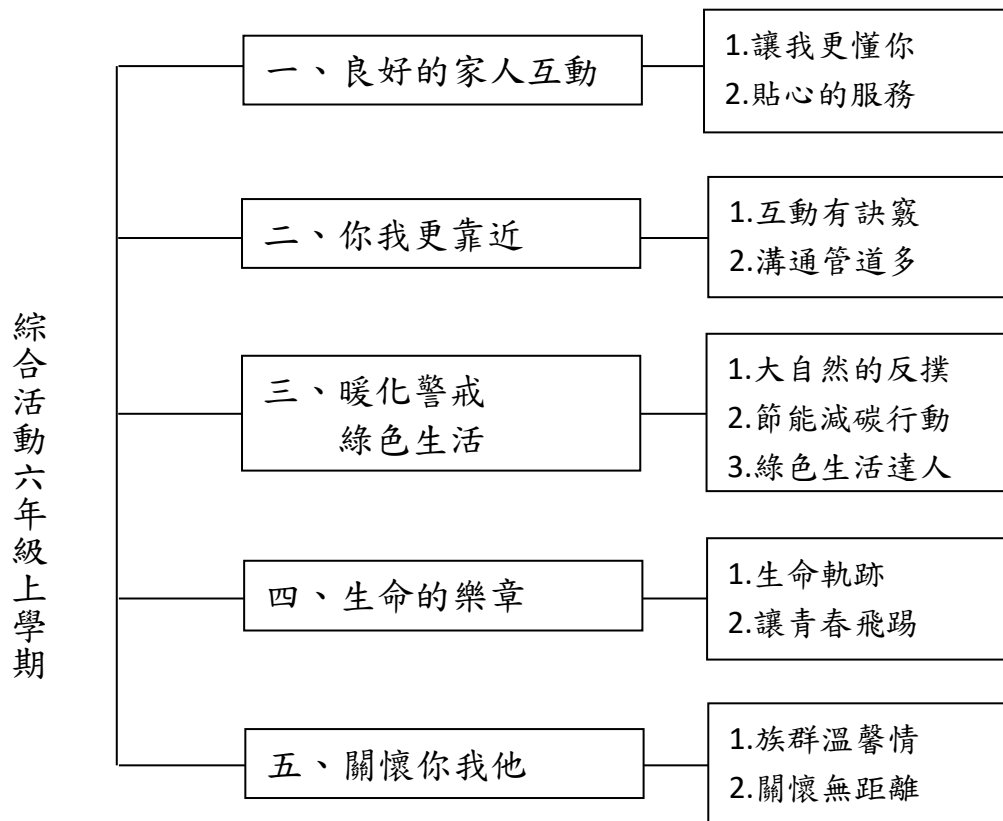 綜合活動六年級上學期
一、良好的家人互動
1.讓我更懂你
2.貼心的服務
二、你我更靠近
1.互動有訣竅
2.溝通管道多
三、暖化警戒
綠色生活
1.大自然的反撲
2.節能減碳行動
3.綠色生活達人
四、生命的樂章
1.生命軌跡
2.讓青春飛踢
五、關懷你我他
1.族群溫馨情
2.關懷無距離